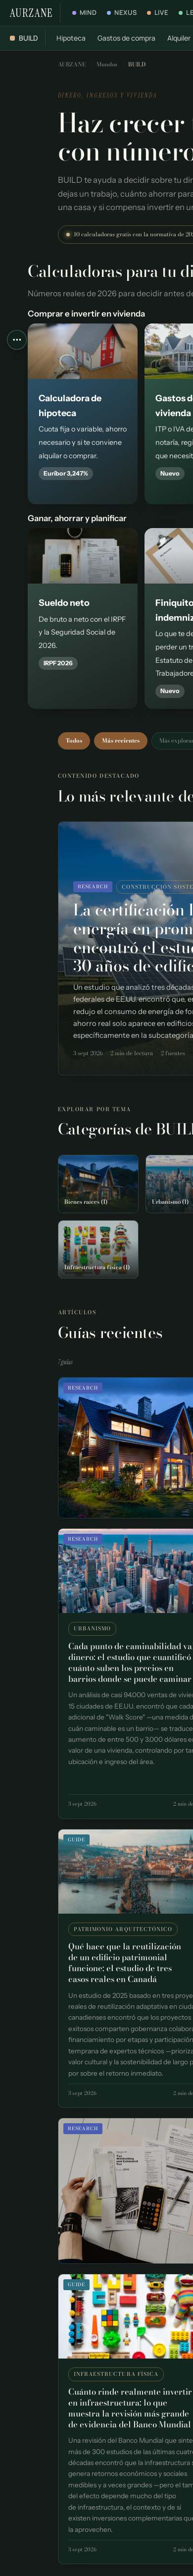 AURZANE MIND NEXUS LIVE
BUILD Hipoteca Gastos de compra Alquiler
AURZANE Mundos BUILD
DINERO, INGRESOS Y VIVIENDA
Haz crecer
con número
BUILD te ayuda a decidir sobre tu di
dejas un trabajo, cuánto ahorrar para
una casa y si compensa invertir en u
10 calculadoras gratis con la normativa de 20
Calculadoras para tu di
Números reales de 2026 para decidir antes de
Comprar e invertir en vivienda
Calculadora de
hipoteca
Cuota fija o variable, ahorro
necesario y si te conviene
alquilar o comprar.
Euríbor 3,247%
Gastos d
vivienda
ITP o IVA de
notaría, regi
que necesit
Nuevo
Ganar, ahorrar y planificar
Sueldo neto
De bruto a neto con el IRPF
y la Seguridad Social de
2026.
IRPF 2026
Finiquito
indemni
Lo que te de
perder un tr
Estatuto de
Trabajadore
Nuevo
Todos Más recientes Más explora
CONTENIDO DESTACADO
Lo más relevante de
RESEARCH CONSTRUCCIÓN SOSTE
La certificación l
energía en prom
encontró el estu
30 años de edific
Un estudio que analizó tres década
federales de EE.UU. encontró que, e
redujo el consumo de energía de for
ahorro real solo aparece en edificio
específicamente en la subcategoría
3 sept 2026 2 min de lectura 2 fuentes
EXPLORAR POR TEMA
Categorías de BUIL
Bienes raíces (1)
Urbanismo (1)
Infraestructura física (1)
ARTÍCULOS
Guías recientes
7 guías
RESEARCH
RESEARCH
URBANISMO
Cada punto de caminabilidad va
dinero: el estudio que cuantificó
cuánto suben los precios en
barrios donde se puede caminar
Un análisis de casi 94.000 ventas de vivie
15 ciudades de EE.UU. encontró que cada
adicional de "Walk Score" —una medida d
cuán caminable es un barrio— se traduce
aumento de entre 500 y 3.000 dólares en
valor de una vivienda, controlando por tar
ubicación e ingreso del área.
3 sept 2026 2 min de
GUIDE
PATRIMONIO ARQUITECTÓNICO
Qué hace que la reutilización
de un edificio patrimonial
funcione: el estudio de tres
casos reales en Canadá
Un estudio de 2025 basado en tres proye
reales de reutilización adaptativa en ciuda
canadienses encontró que los proyectos
exitosos comparten gobernanza colabora
financiamiento por etapas y participación
temprana de expertos técnicos —prioriza
valor cultural y la sostenibilidad de largo p
por sobre el retorno inmediato.
3 sept 2026 2 min de
RESEARCH
GUIDE
INFRAESTRUCTURA FÍSICA
Cuánto rinde realmente invertir
en infraestructura: lo que
muestra la revisión más grande
de evidencia del Banco Mundial
Una revisión del Banco Mundial que sinte
más de 300 estudios de las últimas cuatr
décadas encontró que la infraestructura s
genera retornos económicos y sociales
medibles y a veces grandes —pero el tam
del efecto depende mucho del tipo
de infraestructura, el contexto y de si
existen inversiones complementarias que
la aprovechen.
3 sept 2026 2 min de